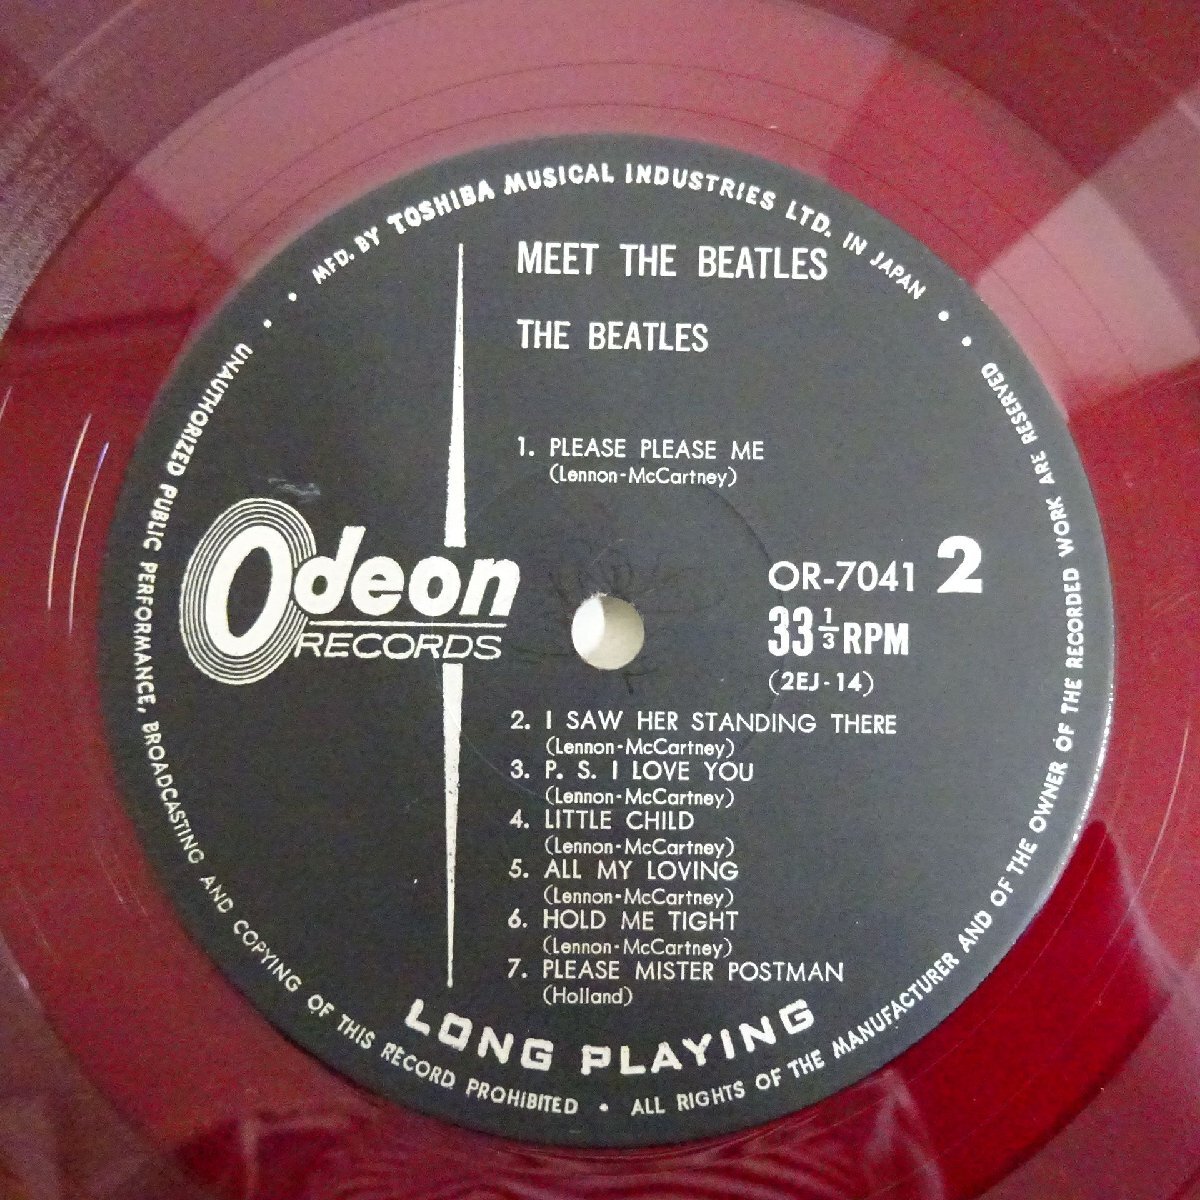 MFD. BY TOSHIBA MUSICAL INDUSTRIES LTD. IN JAPAN
MEET THE BEATLES
THE BEATLES
1. PLEASE PLEASE ME
(Lennon-McCartney)
Odeon
RECORDS
OR-7041 2
33 1/3 RPM
(2EJ-14)
2. I SAW HER STANDING THERE
(Lennon-McCartney)
3. P. S. I LOVE YOU
(Lennon-McCartney)
4. LITTLE CHILD
(Lennon-McCartney)
5. ALL MY LOVING
(Lennon-McCartney)
6. HOLD ME TIGHT
(Lennon-McCartney)
7. PLEASE MISTER POSTMAN
(Holland)
LONG PLAYING
UNAUTHORIZED PUBLIC PERFORMANCE, BROADCASTING AND COPYING OF THIS RECORD PROHIBITED • ALL RIGHTS OF THE MANUFACTURER AND OF THE OWNER OF THE RECORDED WORK ARE RESERVED